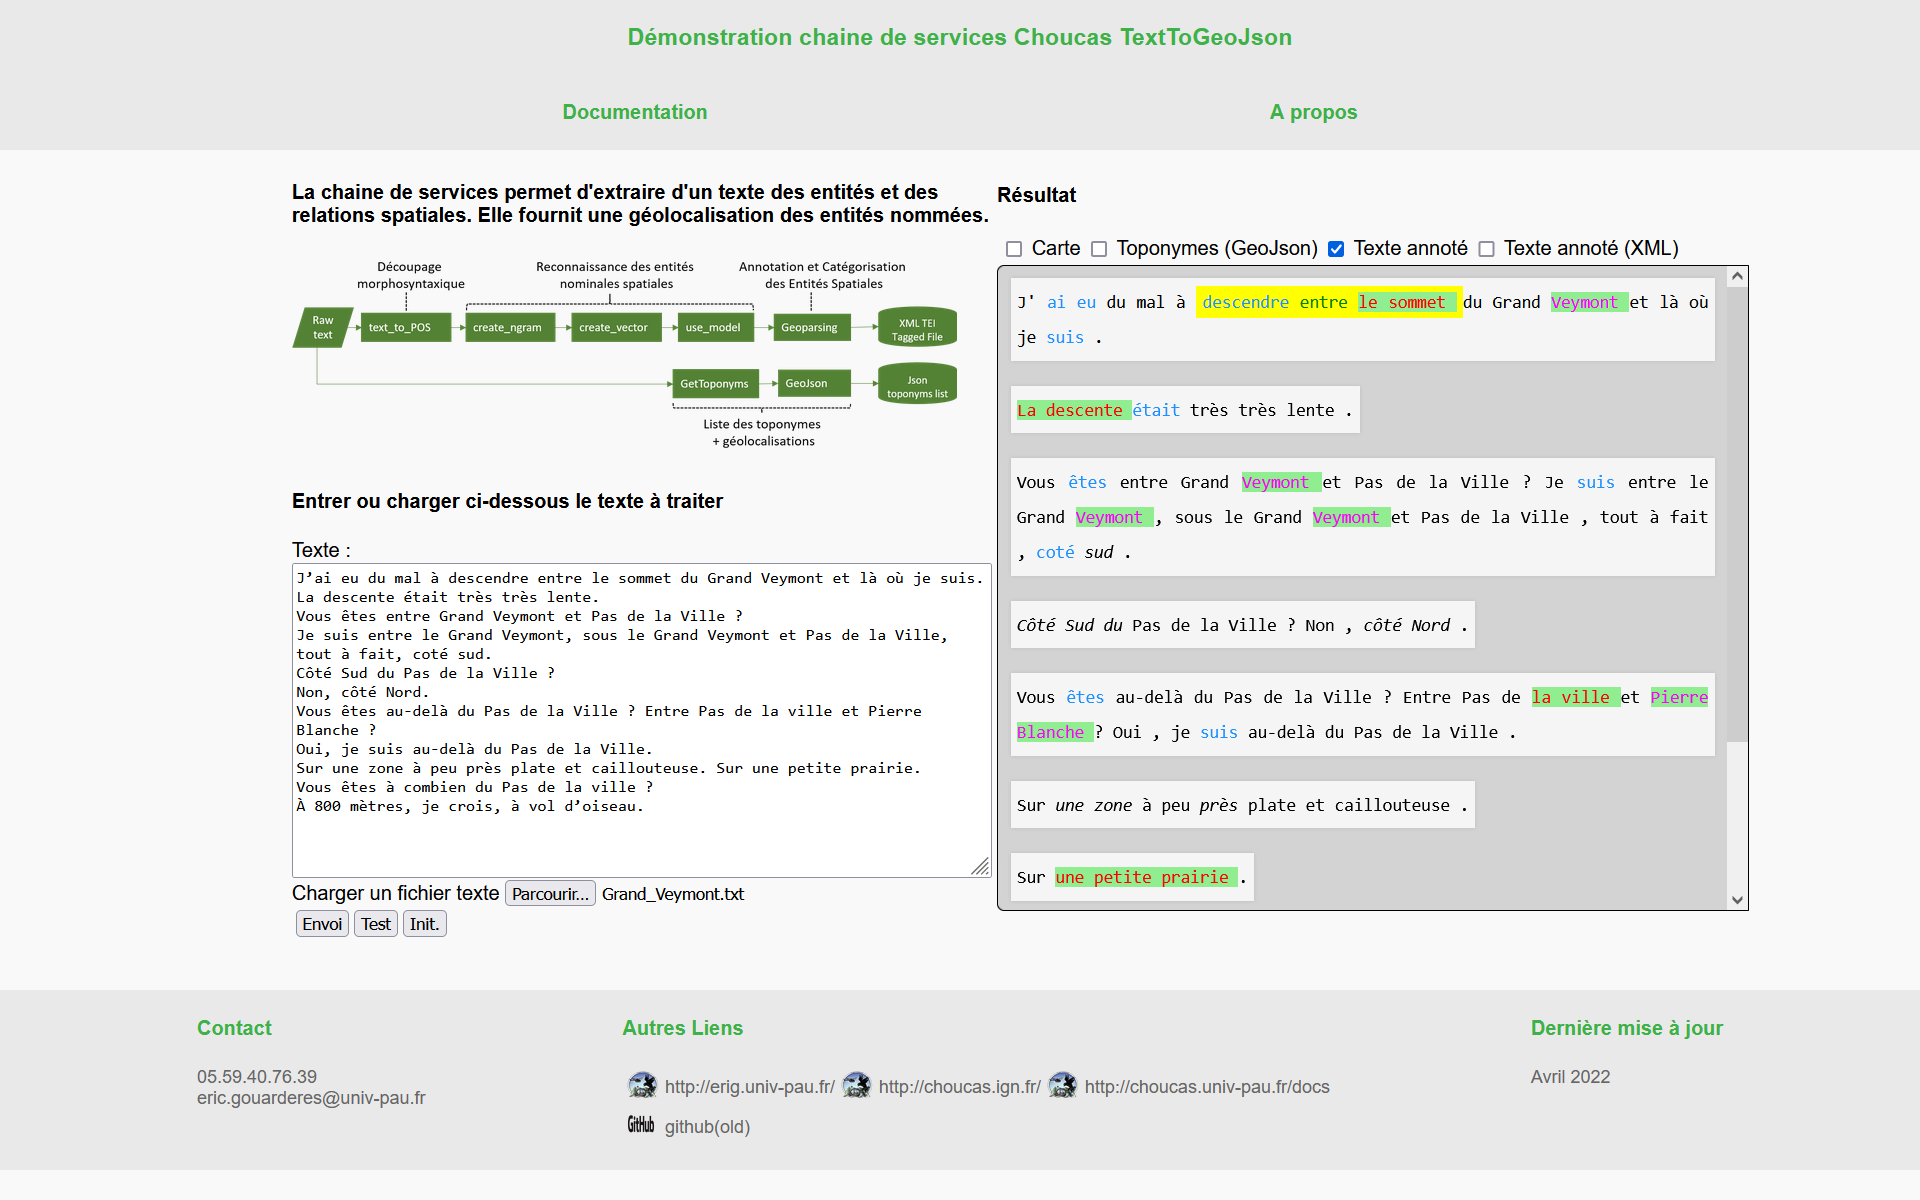 Démonstration chaine de services Choucas TextToGeoJson
Documentation
A propos
La chaine de services permet d'extraire d'un texte des entités et des
relations spatiales. Elle fournit une géolocalisation des entités nommées.
Découpage
morphosyntaxique
Reconnaissance des entités
nominales spatiales
Annotation et Catégorisation
des Entités Spatiales
Raw
text
text_to_POS
create_ngram
create_vector
use_model
Geoparsing
XML TEI
Tagged File
GetToponyms
GeoJson
Json
toponyms list
Liste des toponymes
+ géolocalisations
Entrer ou charger ci-dessous le texte à traiter
Texte :
J’ai eu du mal à descendre entre le sommet du Grand Veymont et là où je suis.
La descente était très très lente.
Vous êtes entre Grand Veymont et Pas de la Ville ?
Je suis entre le Grand Veymont, sous le Grand Veymont et Pas de la Ville,
tout à fait, coté sud.
Côté Sud du Pas de la Ville ?
Non, côté Nord.
Vous êtes au-delà du Pas de la Ville ? Entre Pas de la ville et Pierre
Blanche ?
Oui, je suis au-delà du Pas de la Ville.
Sur une zone à peu près plate et caillouteuse. Sur une petite prairie.
Vous êtes à combien du Pas de la ville ?
À 800 mètres, je crois, à vol d’oiseau.
Charger un fichier texte Parcourir... Grand_Veymont.txt
Envoi Test Init.
Résultat
Carte Toponymes (GeoJson) Texte annoté Texte annoté (XML)
J' ai eu du mal à descendre entre le sommet du Grand Veymont et là où
je suis .
La descente était très très lente .
Vous êtes entre Grand Veymont et Pas de la Ville ? Je suis entre le
Grand Veymont , sous le Grand Veymont et Pas de la Ville , tout à fait
, coté sud .
Côté Sud du Pas de la Ville ? Non , côté Nord .
Vous êtes au-delà du Pas de la Ville ? Entre Pas de la ville et Pierre
Blanche ? Oui , je suis au-delà du Pas de la Ville .
Sur une zone à peu près plate et caillouteuse .
Sur une petite prairie .
Contact
05.59.40.76.39
eric.gouarderes@univ-pau.fr
Autres Liens
http://erig.univ-pau.fr/ http://choucas.ign.fr/ http://choucas.univ-pau.fr/docs
GitHub github(old)
Dernière mise à jour
Avril 2022